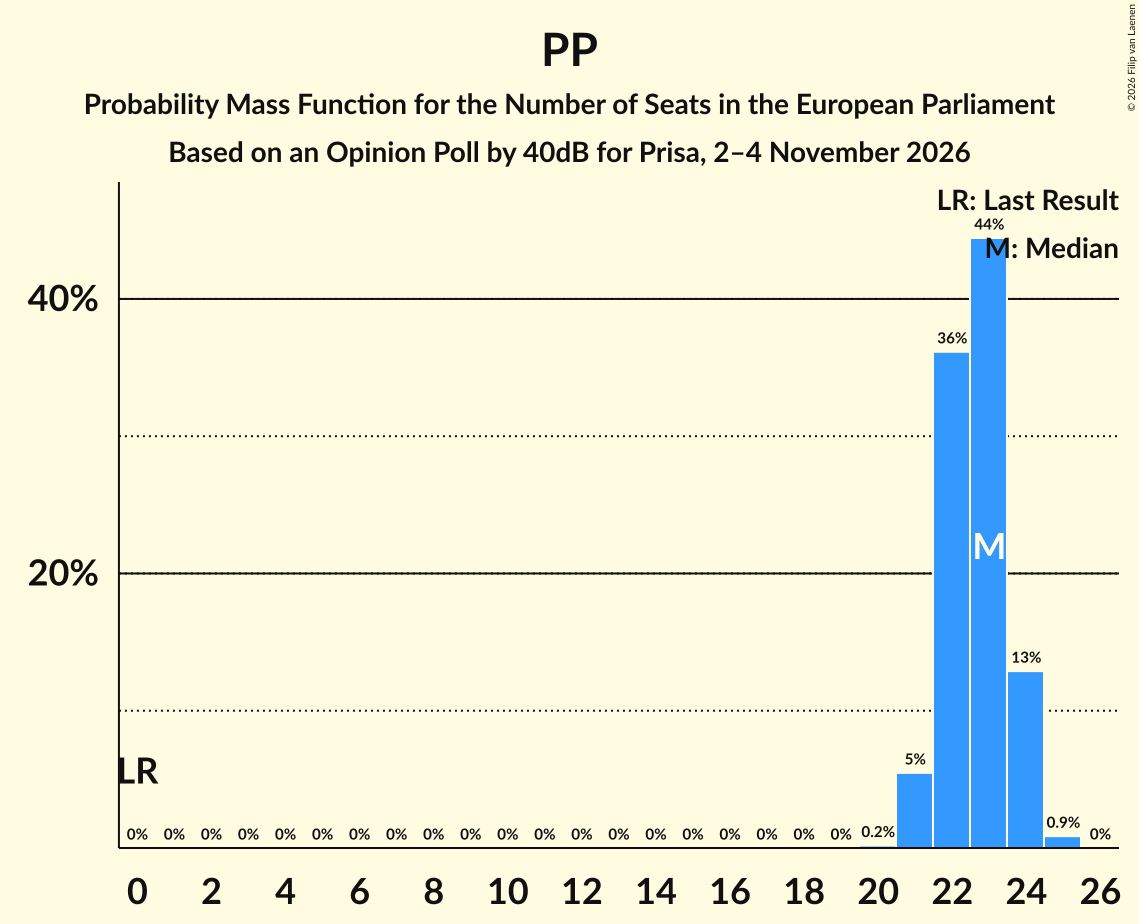 PP
Probability Mass Function for the Number of Seats in the European Parliament
Based on an Opinion Poll by 40dB for Prisa, 2–4 November 2026
© 2026 Filip van Laenen
LR: Last Result
M: Median
44%
40%
36%
M
20%
13%
LR
5%
0% 0% 0% 0% 0% 0% 0% 0% 0% 0% 0% 0% 0% 0% 0% 0% 0% 0% 0% 0% 0.2% 0.9% 0%
0 2 4 6 8 10 12 14 16 18 20 22 24 26